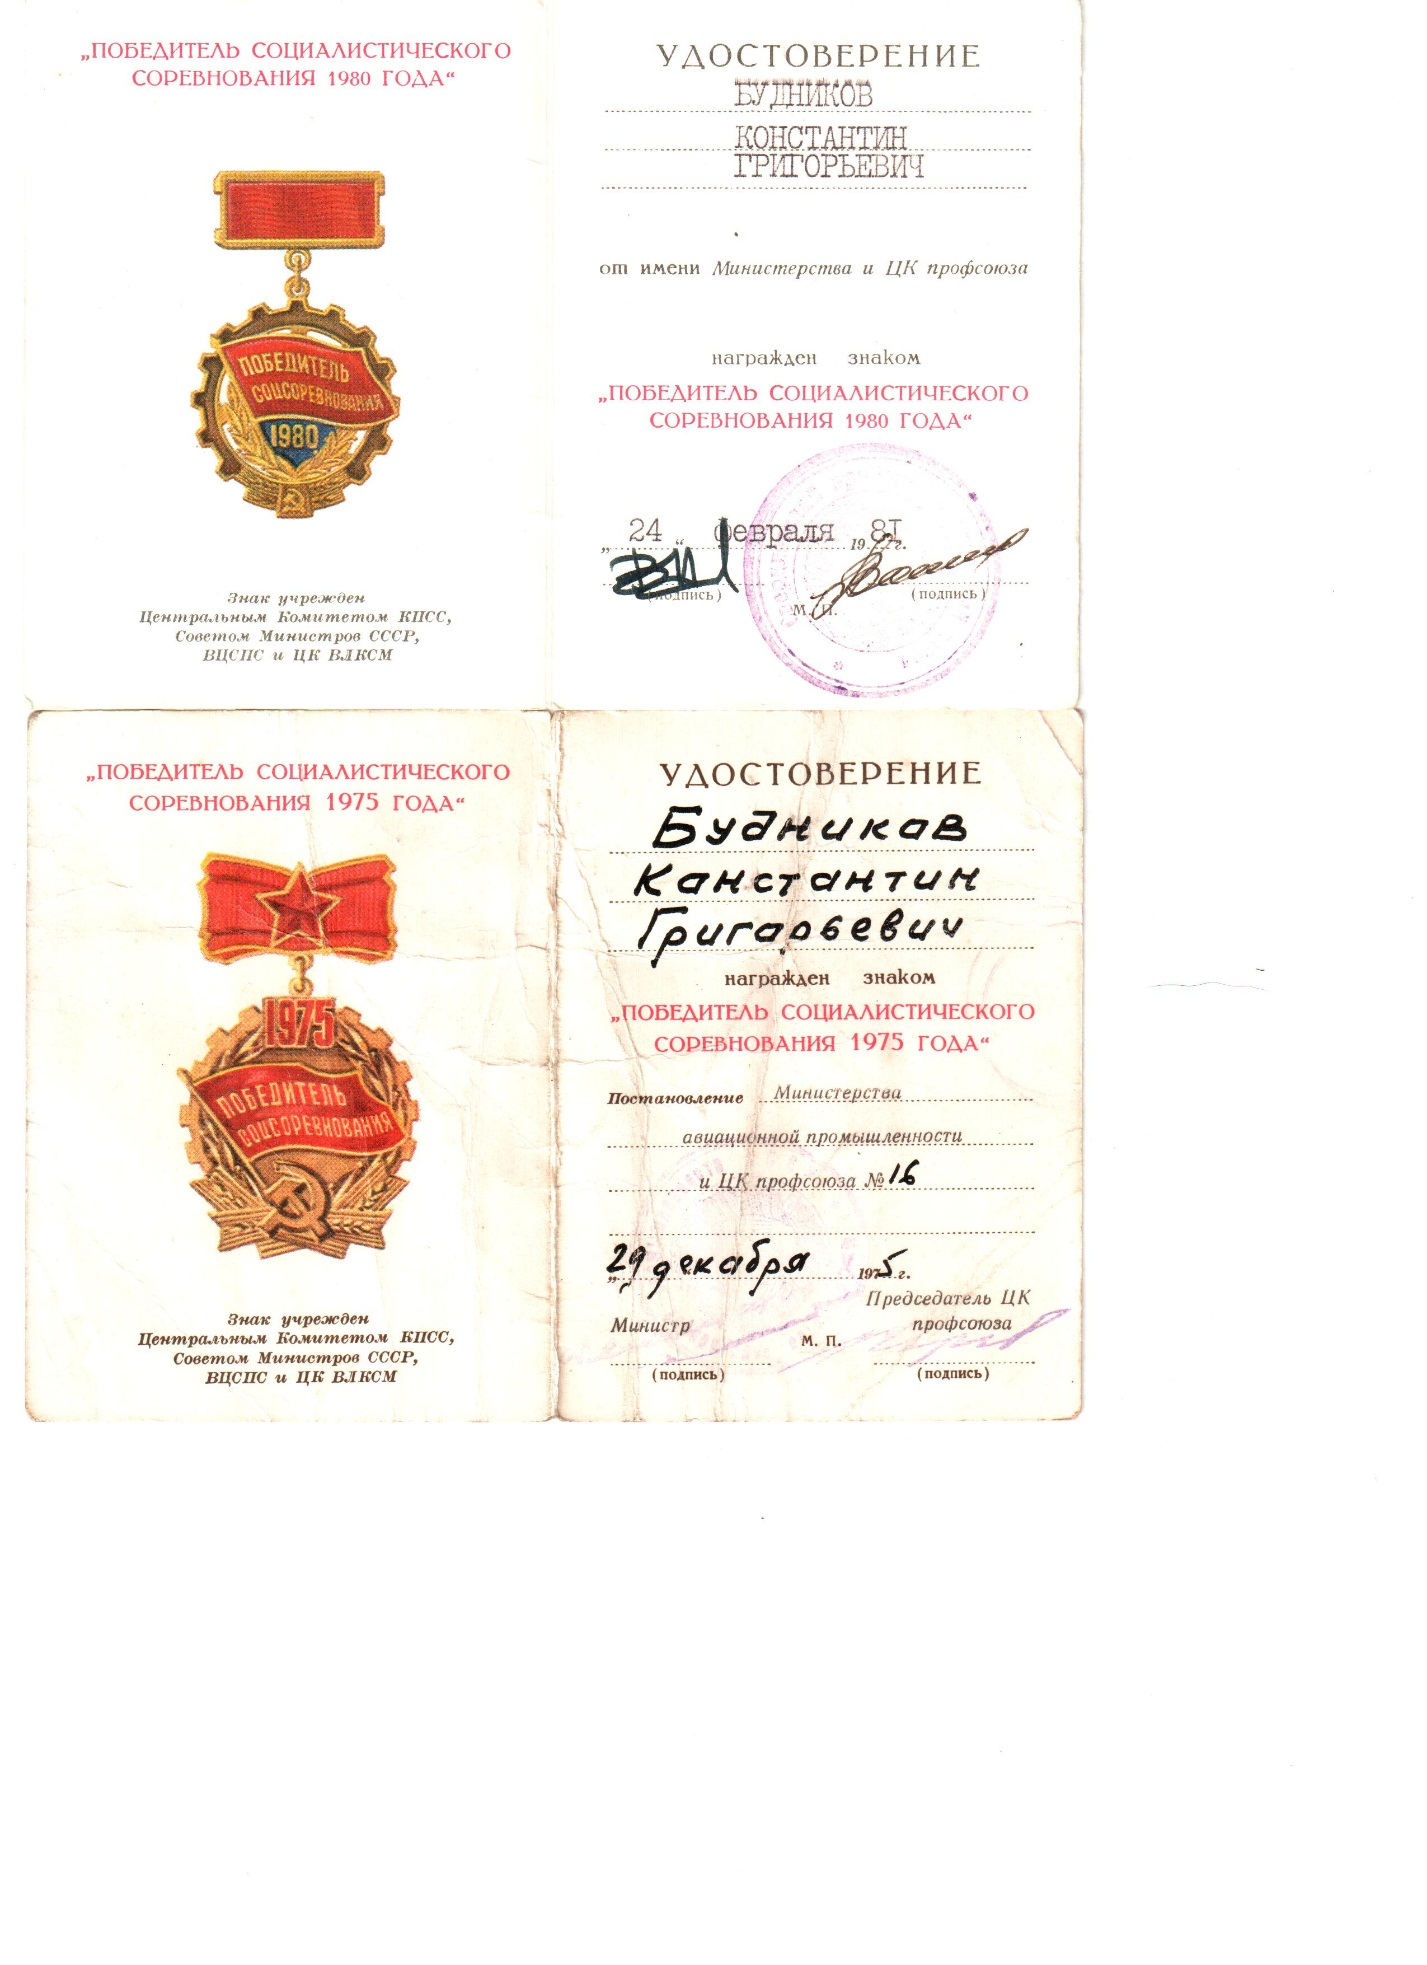 „ПОБЕДИТЕЛЬ СОЦИАЛИСТИЧЕСКОГО
СОРЕВНОВАНИЯ 1980 ГОДА“
ПОБЕДИТЕЛЬ
СОЦСОРЕВНОВАНИЯ
1980
Знак учрежден
Центральным Комитетом КПСС,
Советом Министров СССР,
ВЦСПС и ЦК ВЛКСМ
УДОСТОВЕРЕНИЕ
БУДНИКОВ
КОНСТАНТИН
ГРИГОРЬЕВИЧ
от имени Министерства и ЦК профсоюза
награжден знаком
„ПОБЕДИТЕЛЬ СОЦИАЛИСТИЧЕСКОГО
СОРЕВНОВАНИЯ 1980 ГОДА“
„24“ февраля 1981 г.
(подпись) (подпись)
М. П.
„ПОБЕДИТЕЛЬ СОЦИАЛИСТИЧЕСКОГО
СОРЕВНОВАНИЯ 1975 ГОДА“
1975
ПОБЕДИТЕЛЬ
СОЦСОРЕВНОВАНИЯ
Знак учрежден
Центральным Комитетом КПСС,
Советом Министров СССР,
ВЦСПС и ЦК ВЛКСМ
УДОСТОВЕРЕНИЕ
Будникав
Канстантин
Григарьевич
награжден знаком
„ПОБЕДИТЕЛЬ СОЦИАЛИСТИЧЕСКОГО
СОРЕВНОВАНИЯ 1975 ГОДА“
Постановление Министерства
авиационной промышленности
и ЦК профсоюза № 16
„29“ декабря 1975 г.
Председатель ЦК
Министр профсоюза
М. П.
(подпись) (подпись)